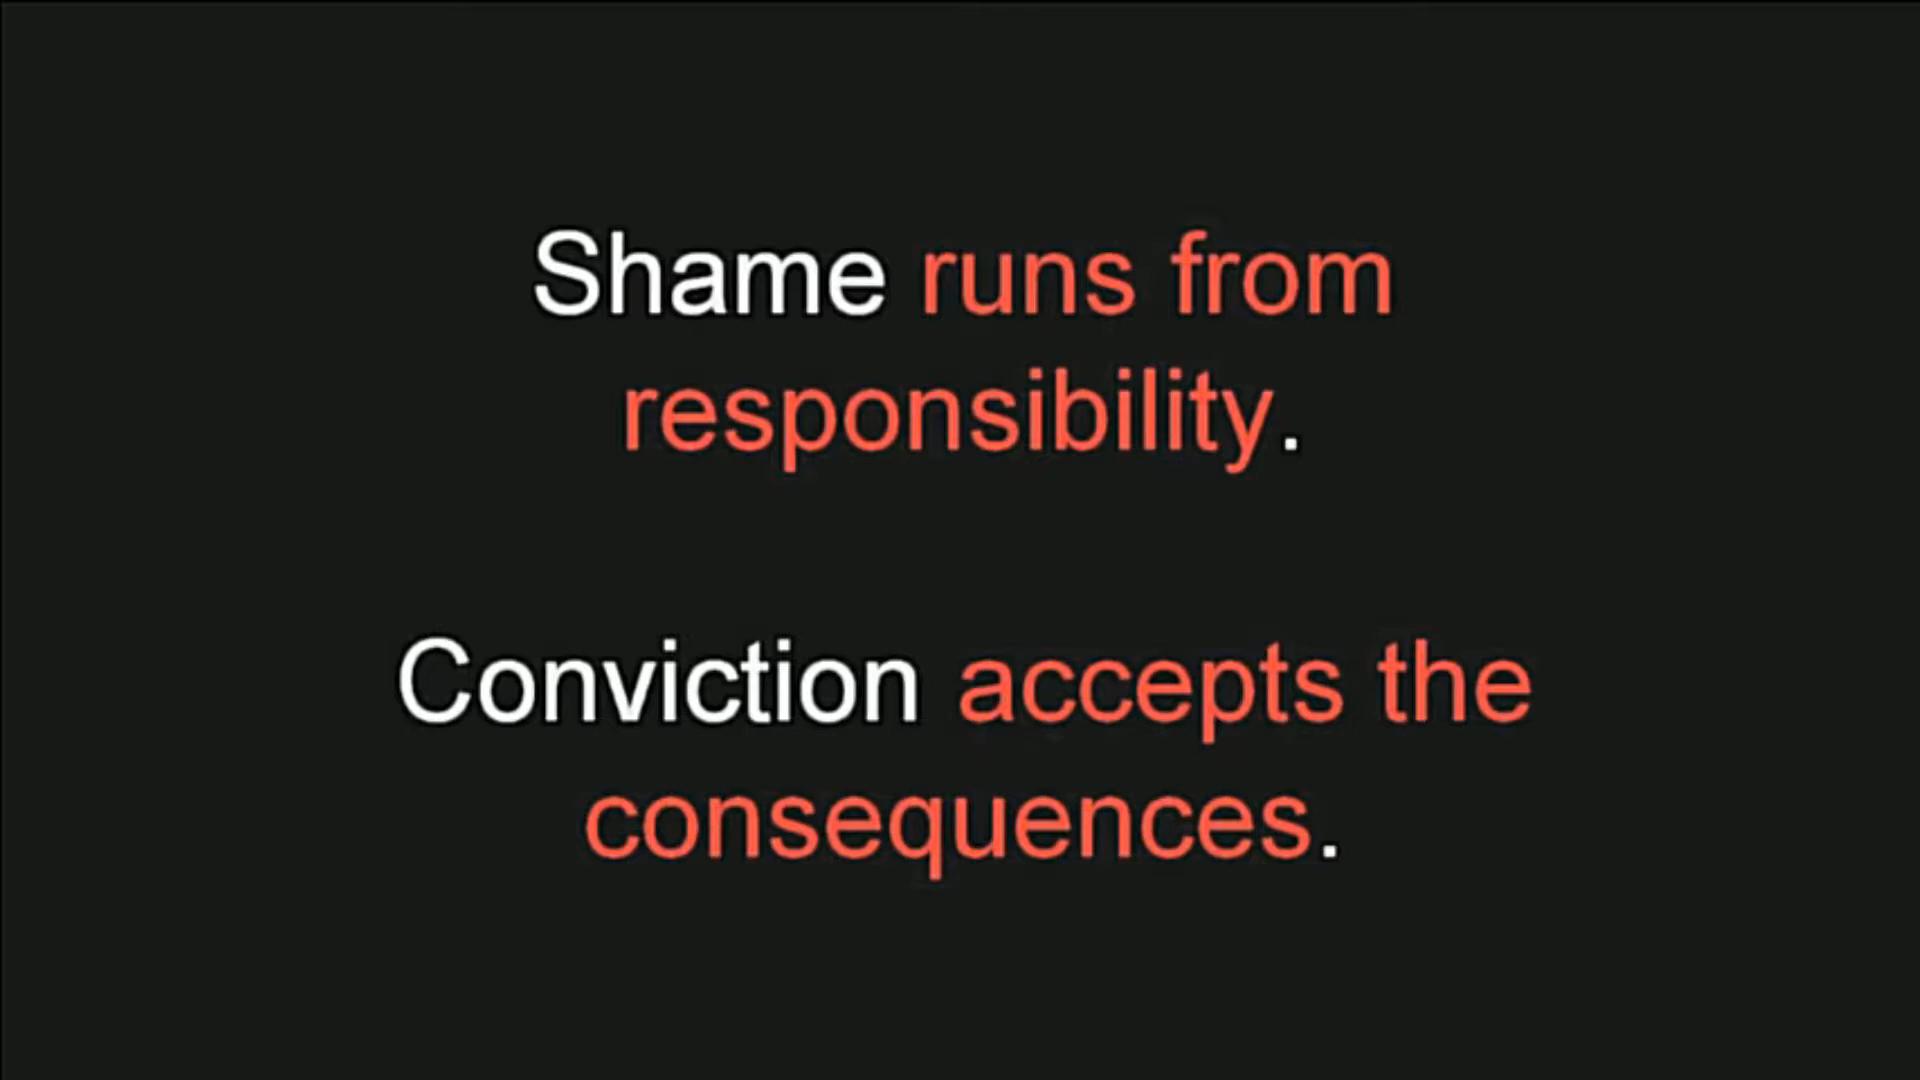 Shame runs from
responsibility.
Conviction accepts the
consequences.